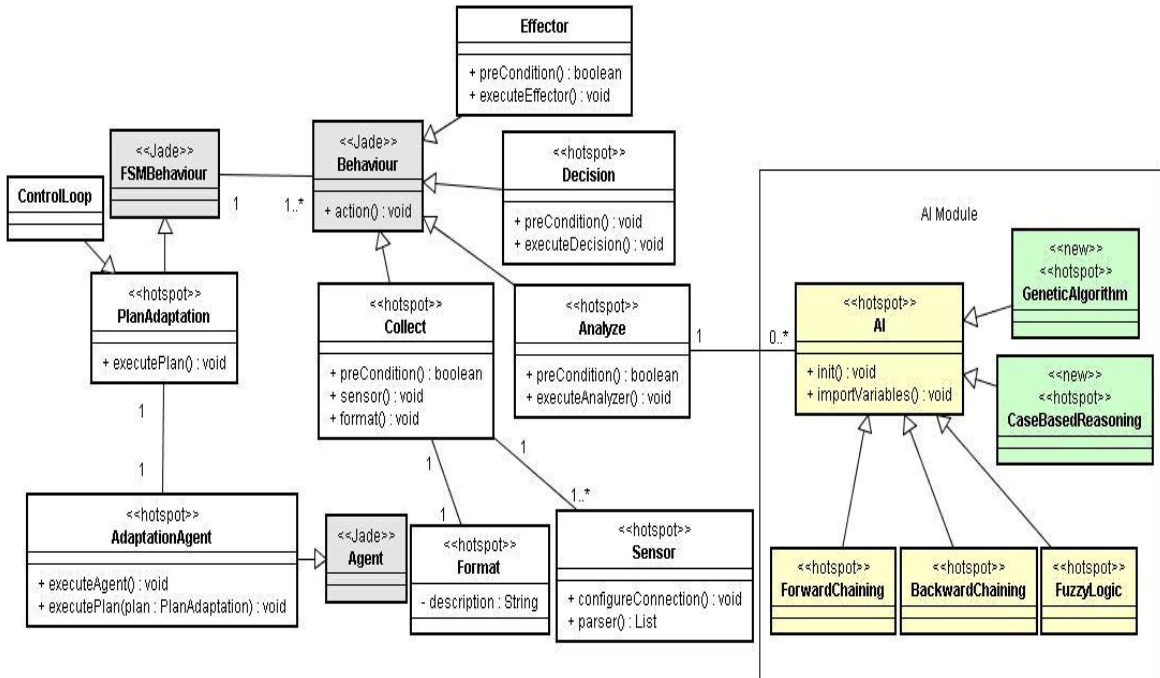 Effector
+ preCondition() : boolean
+ executeEffector() : void
<<Jade>>
FSMBehaviour
1
1..*
<<Jade>>
Behaviour
+ action() : void
<<hotspot>>
Decision
+ preCondition() : void
+ executeDecision() : void
ControlLoop
<<hotspot>>
PlanAdaptation
+ executePlan() : void
1
1
<<hotspot>>
Collect
+ preCondition() : boolean
+ sensor() : void
+ format() : void
<<hotspot>>
Analyze
+ preCondition() : boolean
+ executeAnalyzer() : void
1
0..*
AI Module
<<hotspot>>
AI
+ init() : void
+ importVariables() : void
<<new>>
<<hotspot>>
GeneticAlgorithm
<<new>>
<<hotspot>>
CaseBasedReasoning
1
1
1
1..*
<<hotspot>>
AdaptationAgent
+ executeAgent() : void
+ executePlan(plan : PlanAdaptation) : void
<<Jade>>
Agent
<<hotspot>>
Format
- description : String
<<hotspot>>
Sensor
+ configureConnection() : void
+ parser() : List
<<hotspot>>
ForwardChaining
<<hotspot>>
BackwardChaining
<<hotspot>>
FuzzyLogic